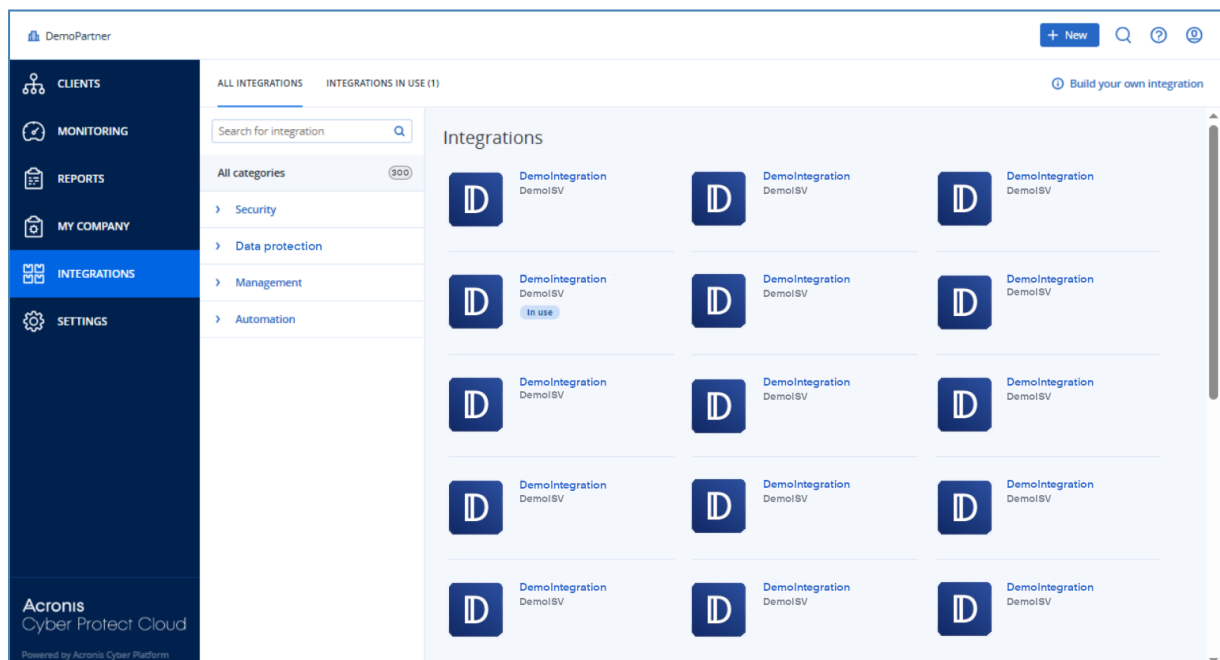 DemoPartner
+ New
CLIENTS
MONITORING
REPORTS
MY COMPANY
INTEGRATIONS
SETTINGS
Acronis
Cyber Protect Cloud
Powered by Acronis Cyber Platform
ALL INTEGRATIONS INTEGRATIONS IN USE (1)
Build your own integration
Search for integration
All categories 300
Security
Data protection
Management
Automation
Integrations
D DemoIntegration
DemoISV
D DemoIntegration
DemoISV
D DemoIntegration
DemoISV
D DemoIntegration
DemoISV
In use
D DemoIntegration
DemoISV
D DemoIntegration
DemoISV
D DemoIntegration
DemoISV
D DemoIntegration
DemoISV
D DemoIntegration
DemoISV
D DemoIntegration
DemoISV
D DemoIntegration
DemoISV
D DemoIntegration
DemoISV
D DemoIntegration
DemoISV
D DemoIntegration
DemoISV
D DemoIntegration
DemoISV